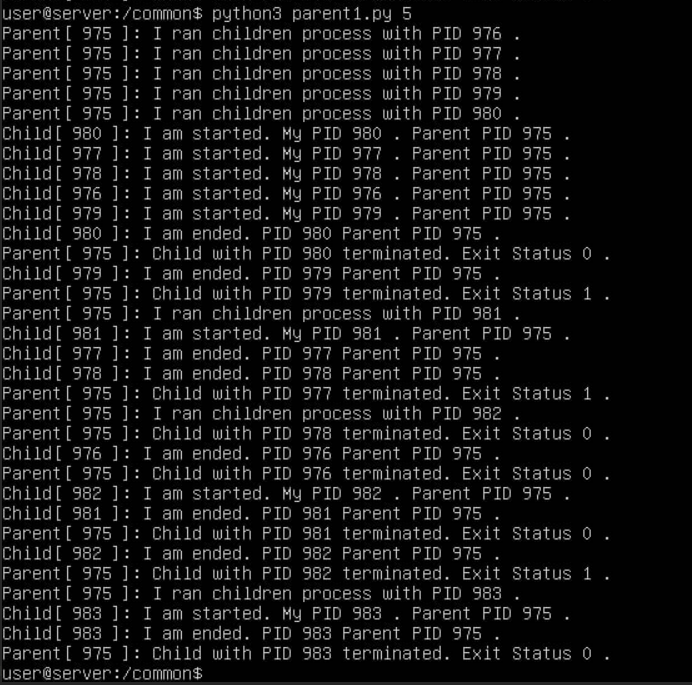 user@server:/common$ python3 parent1.py 5
Parent[ 975 ]: I ran children process with PID 976 .
Parent[ 975 ]: I ran children process with PID 977 .
Parent[ 975 ]: I ran children process with PID 978 .
Parent[ 975 ]: I ran children process with PID 979 .
Parent[ 975 ]: I ran children process with PID 980 .
Child[ 980 ]: I am started. My PID 980 . Parent PID 975 .
Child[ 977 ]: I am started. My PID 977 . Parent PID 975 .
Child[ 978 ]: I am started. My PID 978 . Parent PID 975 .
Child[ 976 ]: I am started. My PID 976 . Parent PID 975 .
Child[ 979 ]: I am started. My PID 979 . Parent PID 975 .
Child[ 980 ]: I am ended. PID 980 Parent PID 975 .
Parent[ 975 ]: Child with PID 980 terminated. Exit Status 0 .
Child[ 979 ]: I am ended. PID 979 Parent PID 975 .
Parent[ 975 ]: Child with PID 979 terminated. Exit Status 1 .
Parent[ 975 ]: I ran children process with PID 981 .
Child[ 981 ]: I am started. My PID 981 . Parent PID 975 .
Child[ 977 ]: I am ended. PID 977 Parent PID 975 .
Child[ 978 ]: I am ended. PID 978 Parent PID 975 .
Parent[ 975 ]: Child with PID 977 terminated. Exit Status 1 .
Parent[ 975 ]: I ran children process with PID 982 .
Parent[ 975 ]: Child with PID 978 terminated. Exit Status 0 .
Child[ 976 ]: I am ended. PID 976 Parent PID 975 .
Parent[ 975 ]: Child with PID 976 terminated. Exit Status 0 .
Child[ 982 ]: I am started. My PID 982 . Parent PID 975 .
Child[ 981 ]: I am ended. PID 981 Parent PID 975 .
Parent[ 975 ]: Child with PID 981 terminated. Exit Status 0 .
Child[ 982 ]: I am ended. PID 982 Parent PID 975 .
Parent[ 975 ]: Child with PID 982 terminated. Exit Status 1 .
Parent[ 975 ]: I ran children process with PID 983 .
Child[ 983 ]: I am started. My PID 983 . Parent PID 975 .
Child[ 983 ]: I am ended. PID 983 Parent PID 975 .
Parent[ 975 ]: Child with PID 983 terminated. Exit Status 0 .
user@server:/common$